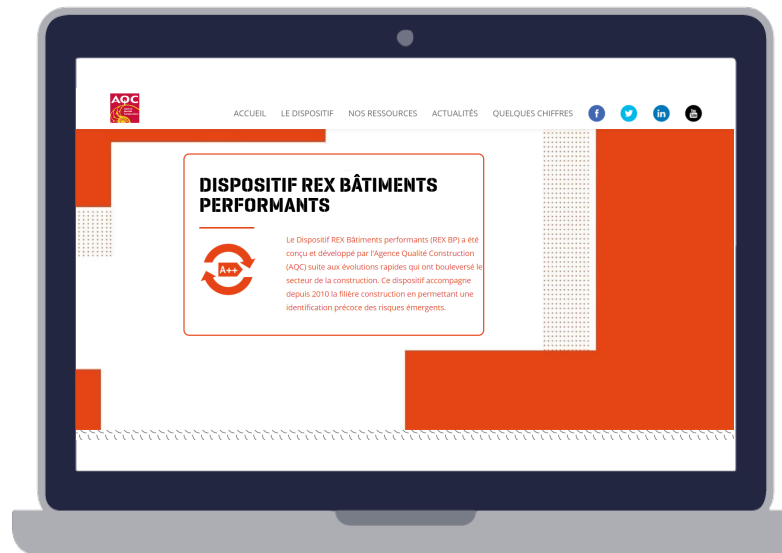 AQC
ACCUEIL LE DISPOSITIF NOS RESSOURCES ACTUALITÉS QUELQUES CHIFFRES
DISPOSITIF REX BÂTIMENTS
PERFORMANTS
A++
Le Dispositif REX Bâtiments performants (REX BP) a été
conçu et développé par l'Agence Qualité Construction
(AQC) suite aux évolutions rapides qui ont bouleversé le
secteur de la construction. Ce dispositif accompagne
depuis 2010 la filière construction en permettant une
identification précoce des risques émergents.